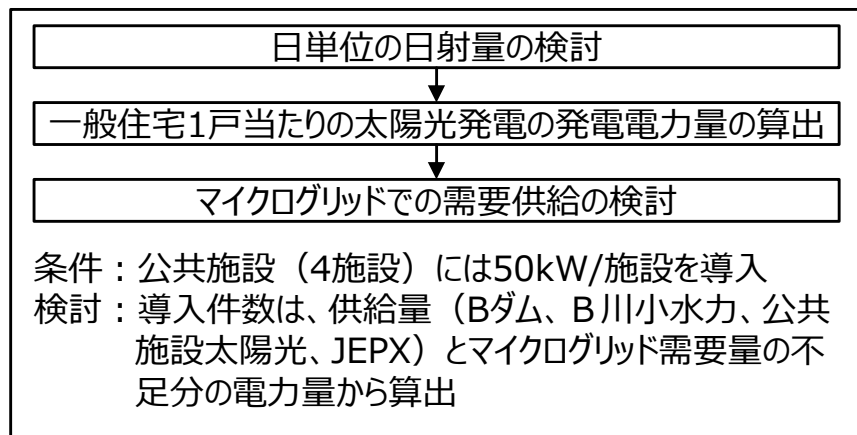 日単位の日射量の検討
一般住宅1戸当たりの太陽光発電の発電電力量の算出
マイクログリッドでの需要供給の検討
条件：公共施設（4施設）には50kW/施設を導入
検討：導入件数は、供給量（Bダム、Ｂ川小水力、公共
施設太陽光、JEPX）とマイクログリッド需要量の不
足分の電力量から算出